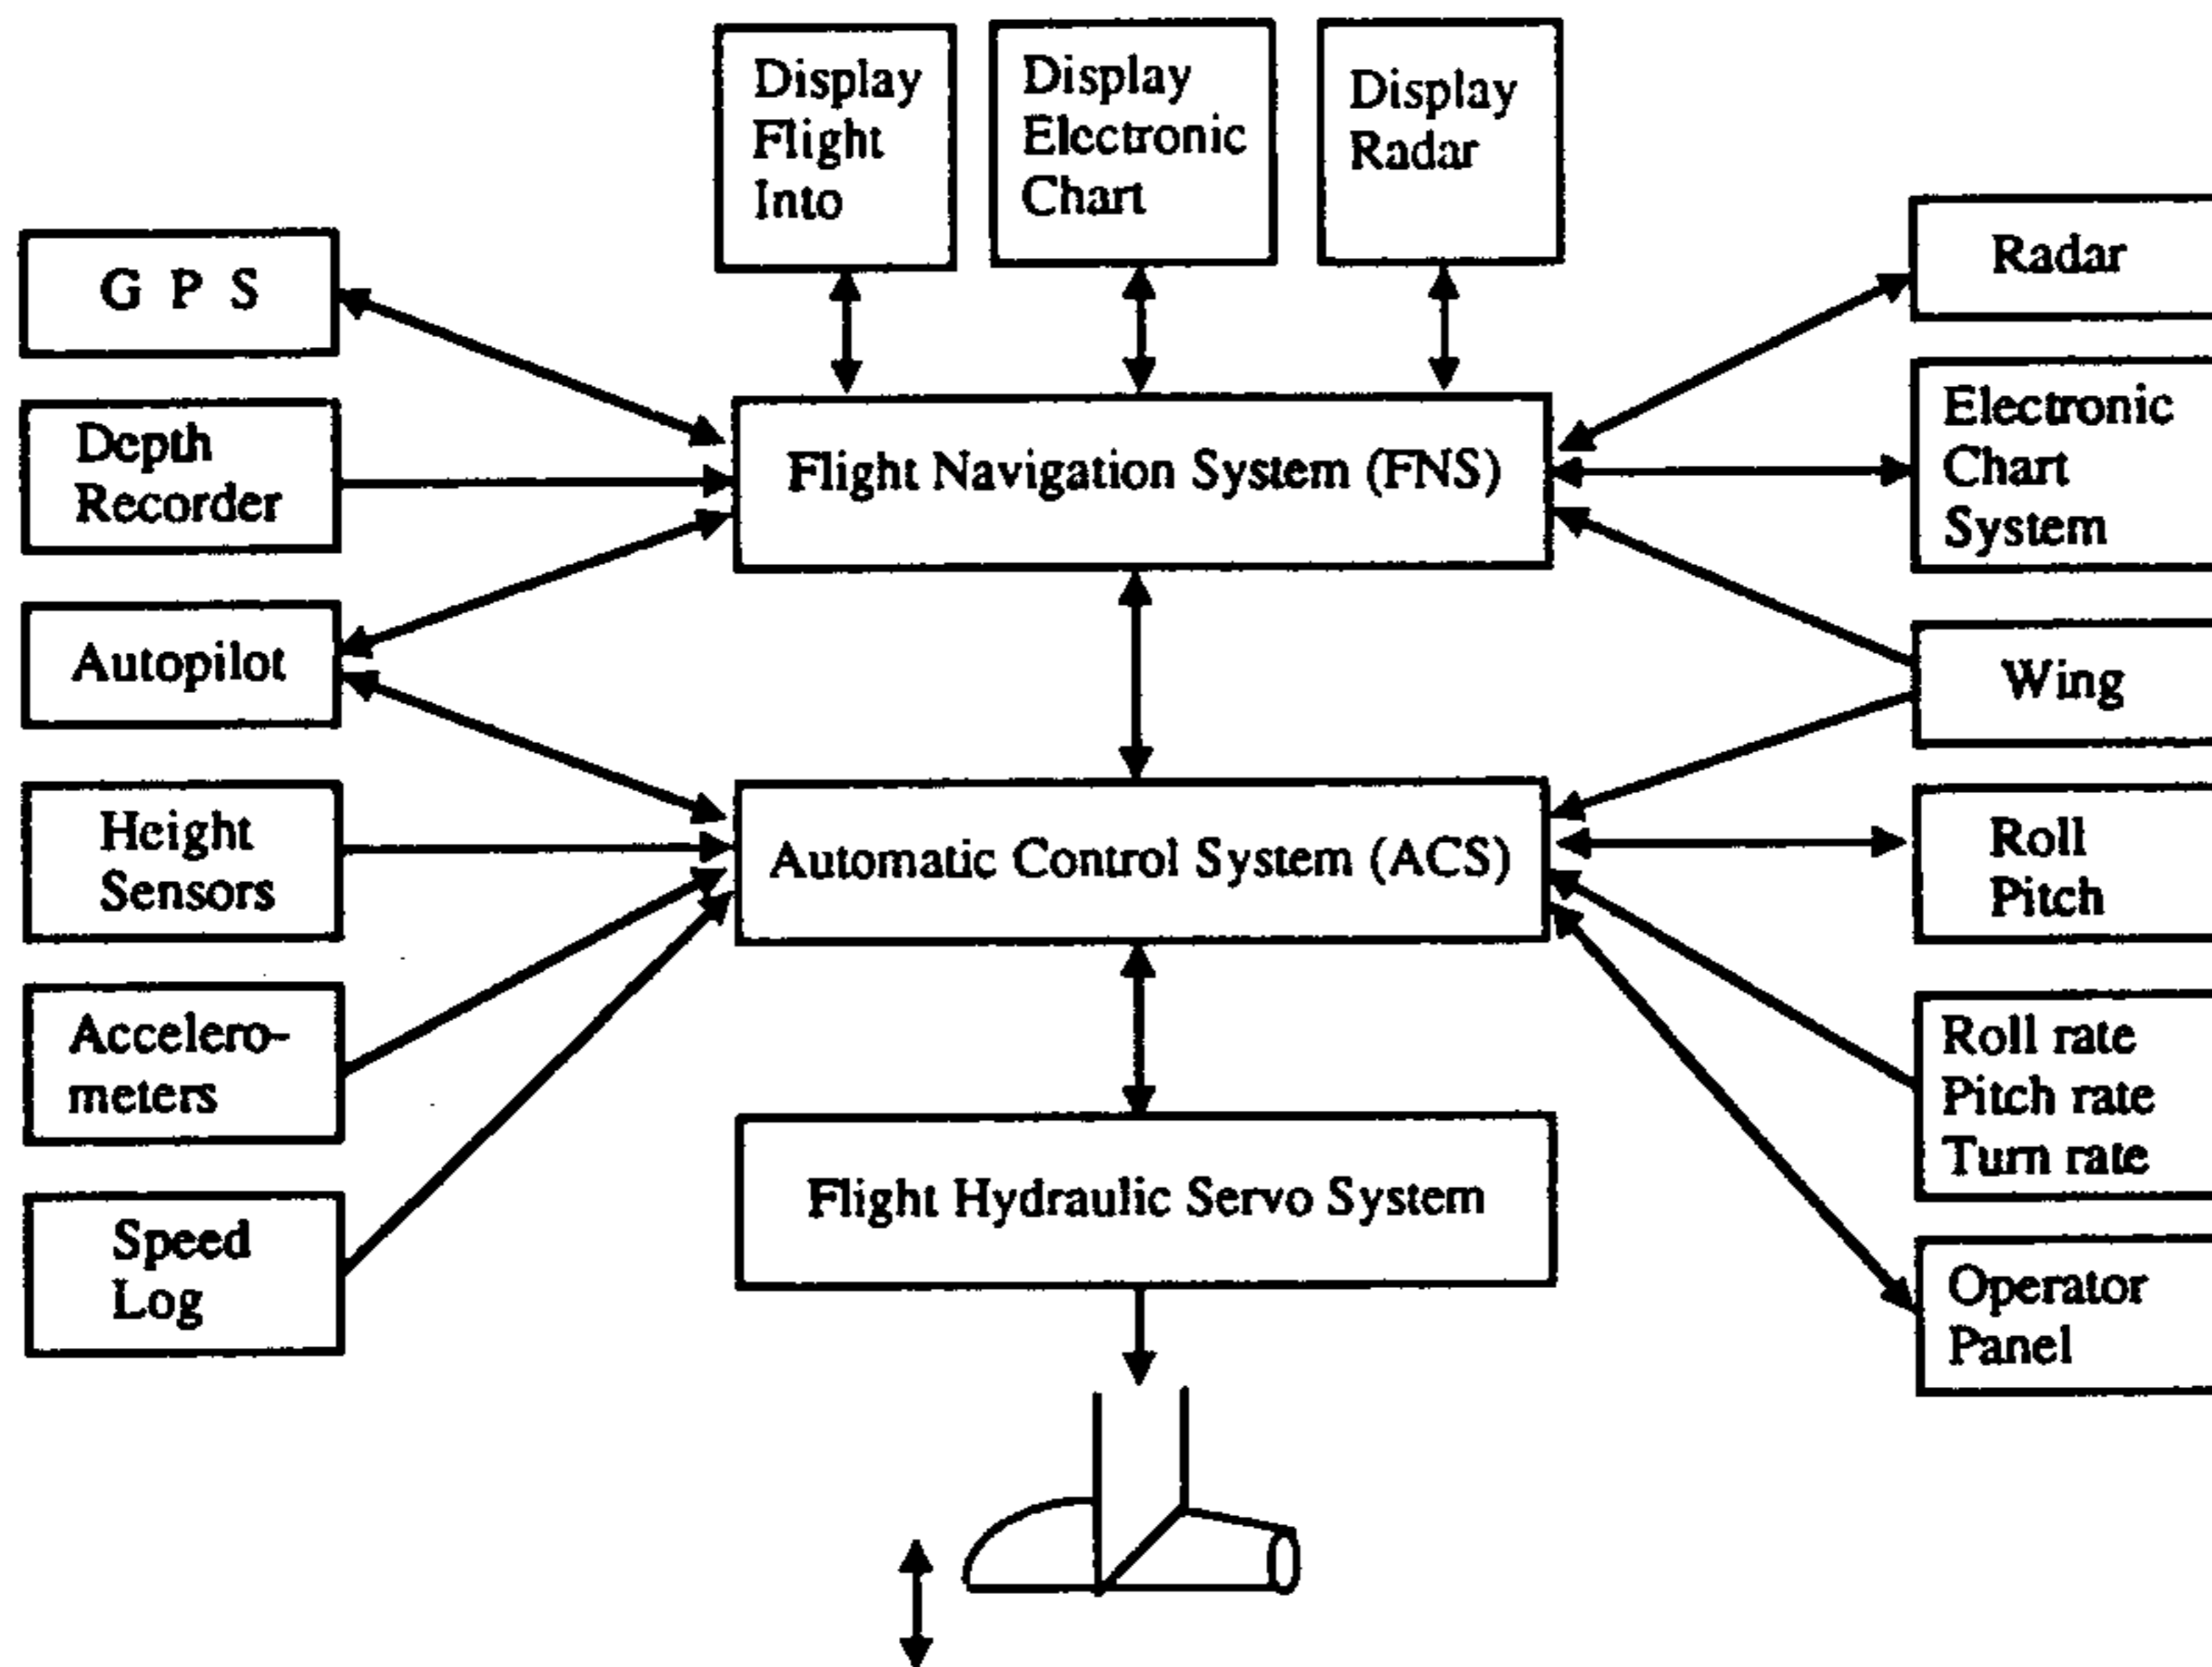 Display
Flight
Into
Display
Electronic
Chart
Display
Radar
G P S
Depth
Recorder
Autopilot
Height
Sensors
Accelero-
meters
Speed
Log
Flight Navigation System (FNS)
Automatic Control System (ACS)
Flight Hydraulic Servo System
Radar
Electronic
Chart
System
Wing
Roll
Pitch
Roll rate
Pitch rate
Turn rate
Operator
Panel